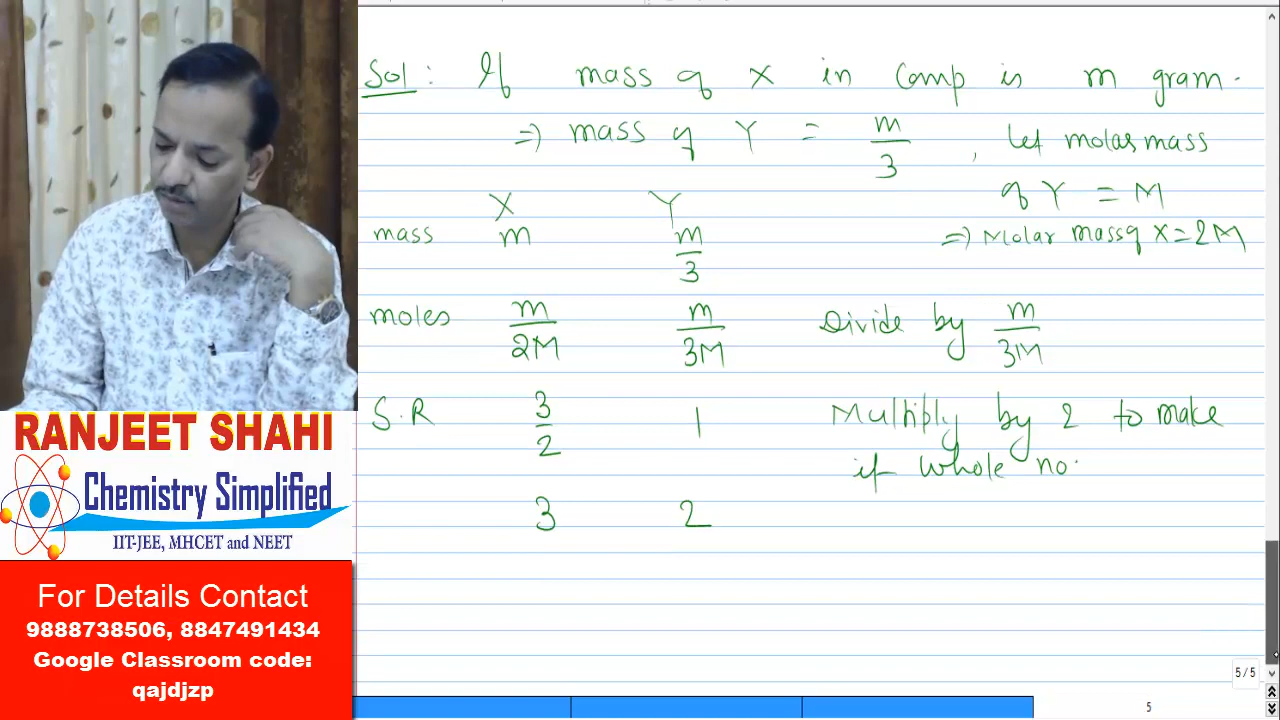 Sol : If mass of X in Comp is m gram.
⇒ mass of Y = m/3 , let molar mass
of Y = M
X Y
mass m m/3 ⇒ Molar mass of X = 2M
moles m/2M m/3M Divide by m/3M
S.R 3/2 1 Multiply by 2 to make
it whole no.
3 2
RANJEET SHAHI
Chemistry Simplified
IIT-JEE, MHCET and NEET
For Details Contact
9888738506, 8847491434
Google Classroom code:
qajdjzp
5/5
5